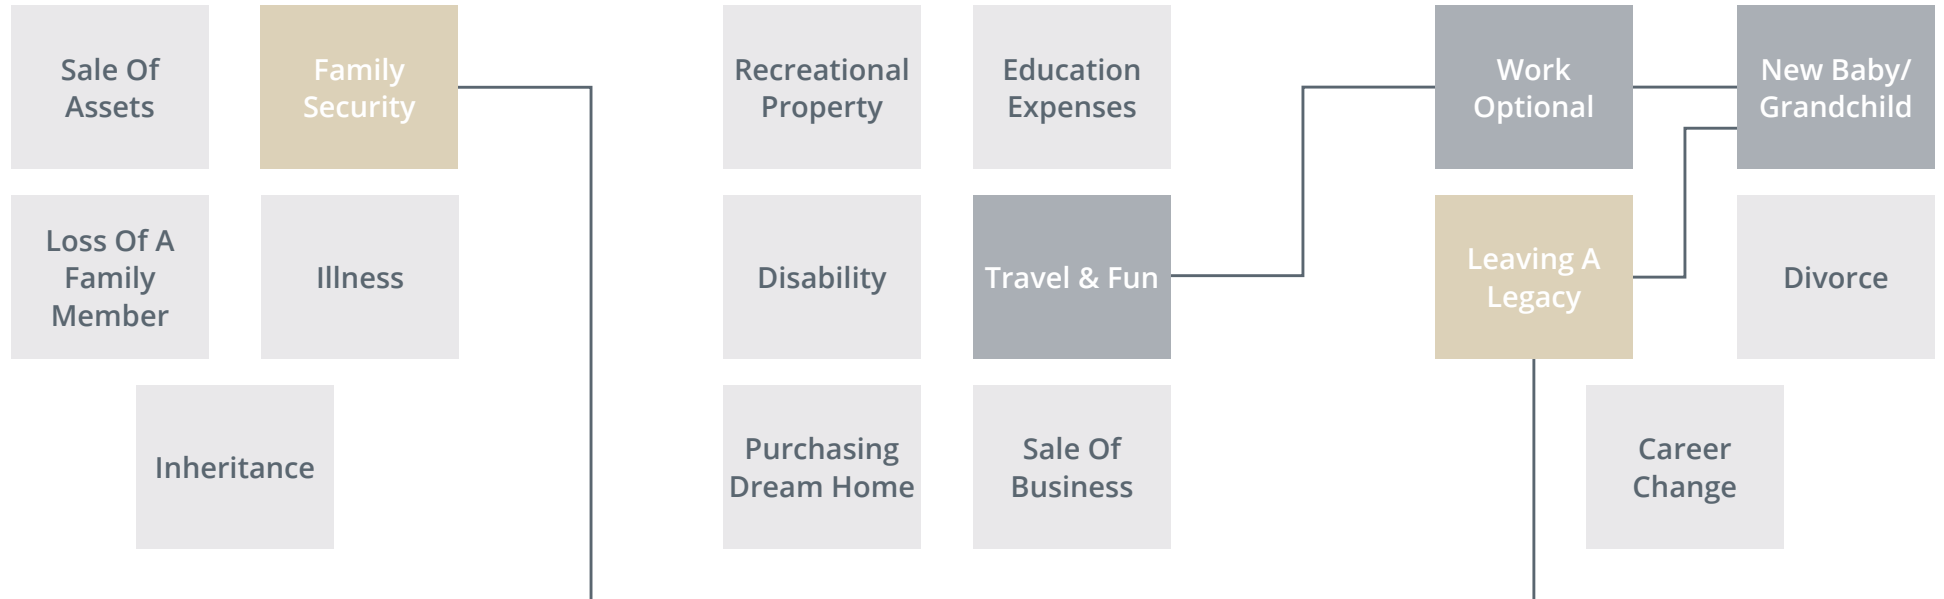 Sale Of
Assets
Family
Security
Recreational
Property
Education
Expenses
Work
Optional
New Baby/
Grandchild
Loss Of A
Family
Member
Illness
Disability
Travel & Fun
Leaving A
Legacy
Divorce
Inheritance
Purchasing
Dream Home
Sale Of
Business
Career
Change